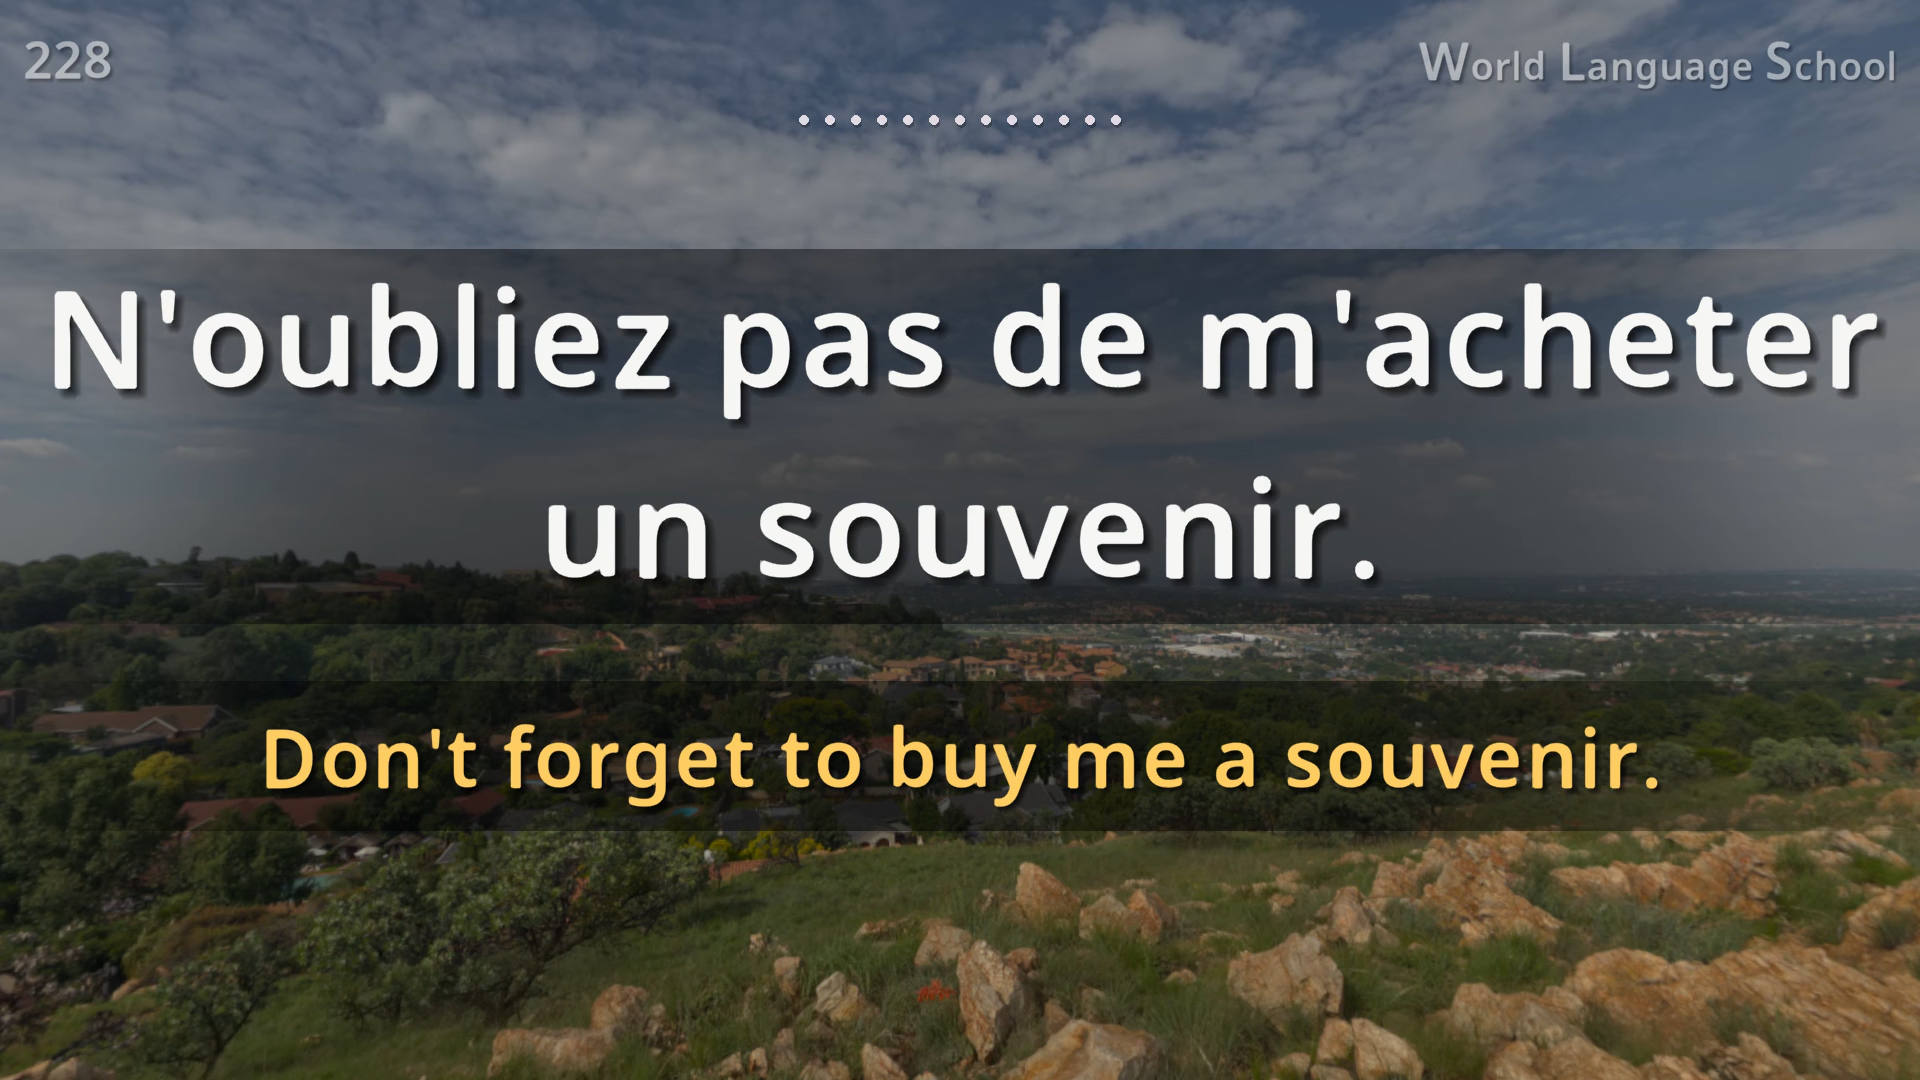 228
World Language School
N'oubliez pas de m'acheter
un souvenir.
Don't forget to buy me a souvenir.